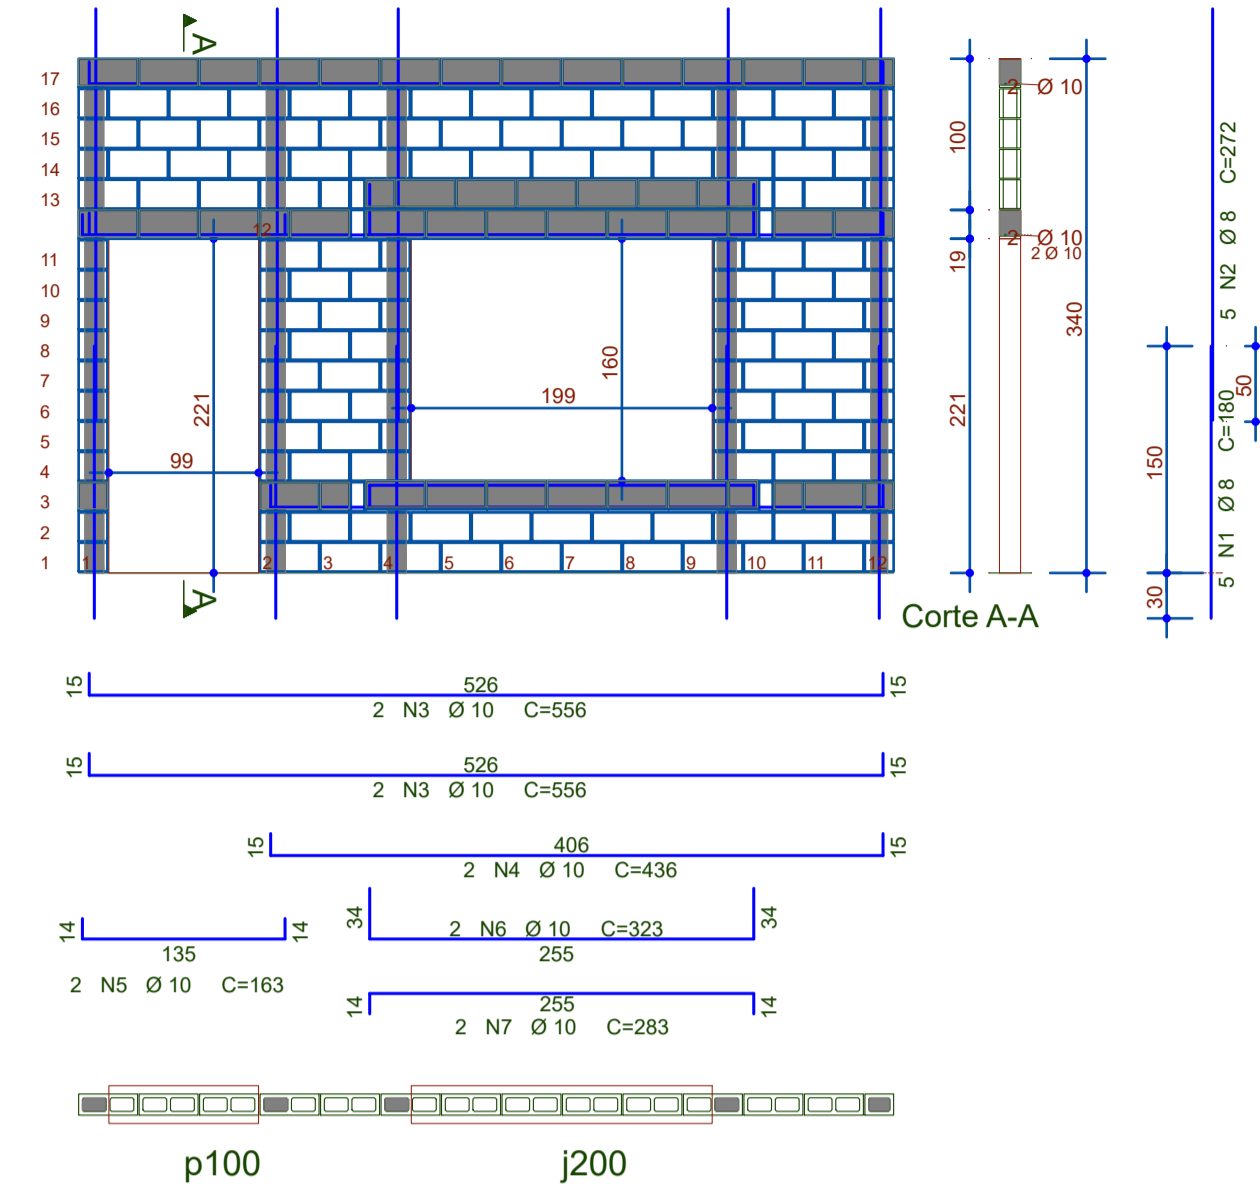 A
17
16
15
14
13
12
11
10
9
8
7
6
5
4
3
2
1
221
99
199
160
1 2 3 4 5 6 7 8 9 10 11 12
A
2 Ø 10
100
2 Ø 10
2 Ø 10
19
340
221
Corte A-A
5 N2 Ø 8 C=272
50
150
5 N1 Ø 8 C=180
30
15 526 15
2 N3 Ø 10 C=556
15 526 15
2 N3 Ø 10 C=556
15 406 15
2 N4 Ø 10 C=436
34 2 N6 Ø 10 C=323 34
255
14 14
135
2 N5 Ø 10 C=163
14 255 14
2 N7 Ø 10 C=283
p100 j200